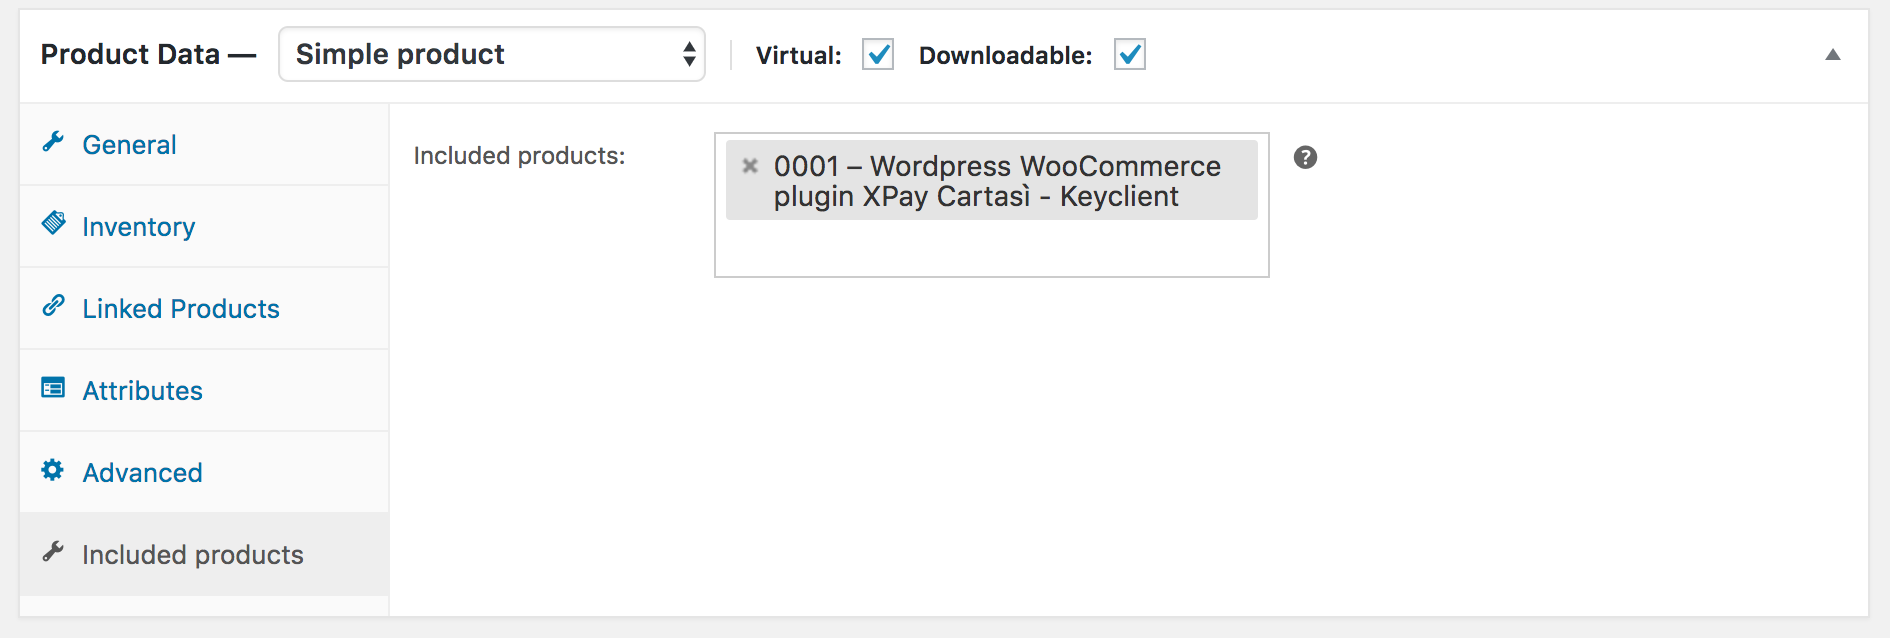 Product Data — Simple product Virtual: Downloadable:
General
Inventory
Linked Products
Attributes
Advanced
Included products
Included products:
0001 – Wordpress WooCommerce
plugin XPay Cartasì - Keyclient
?